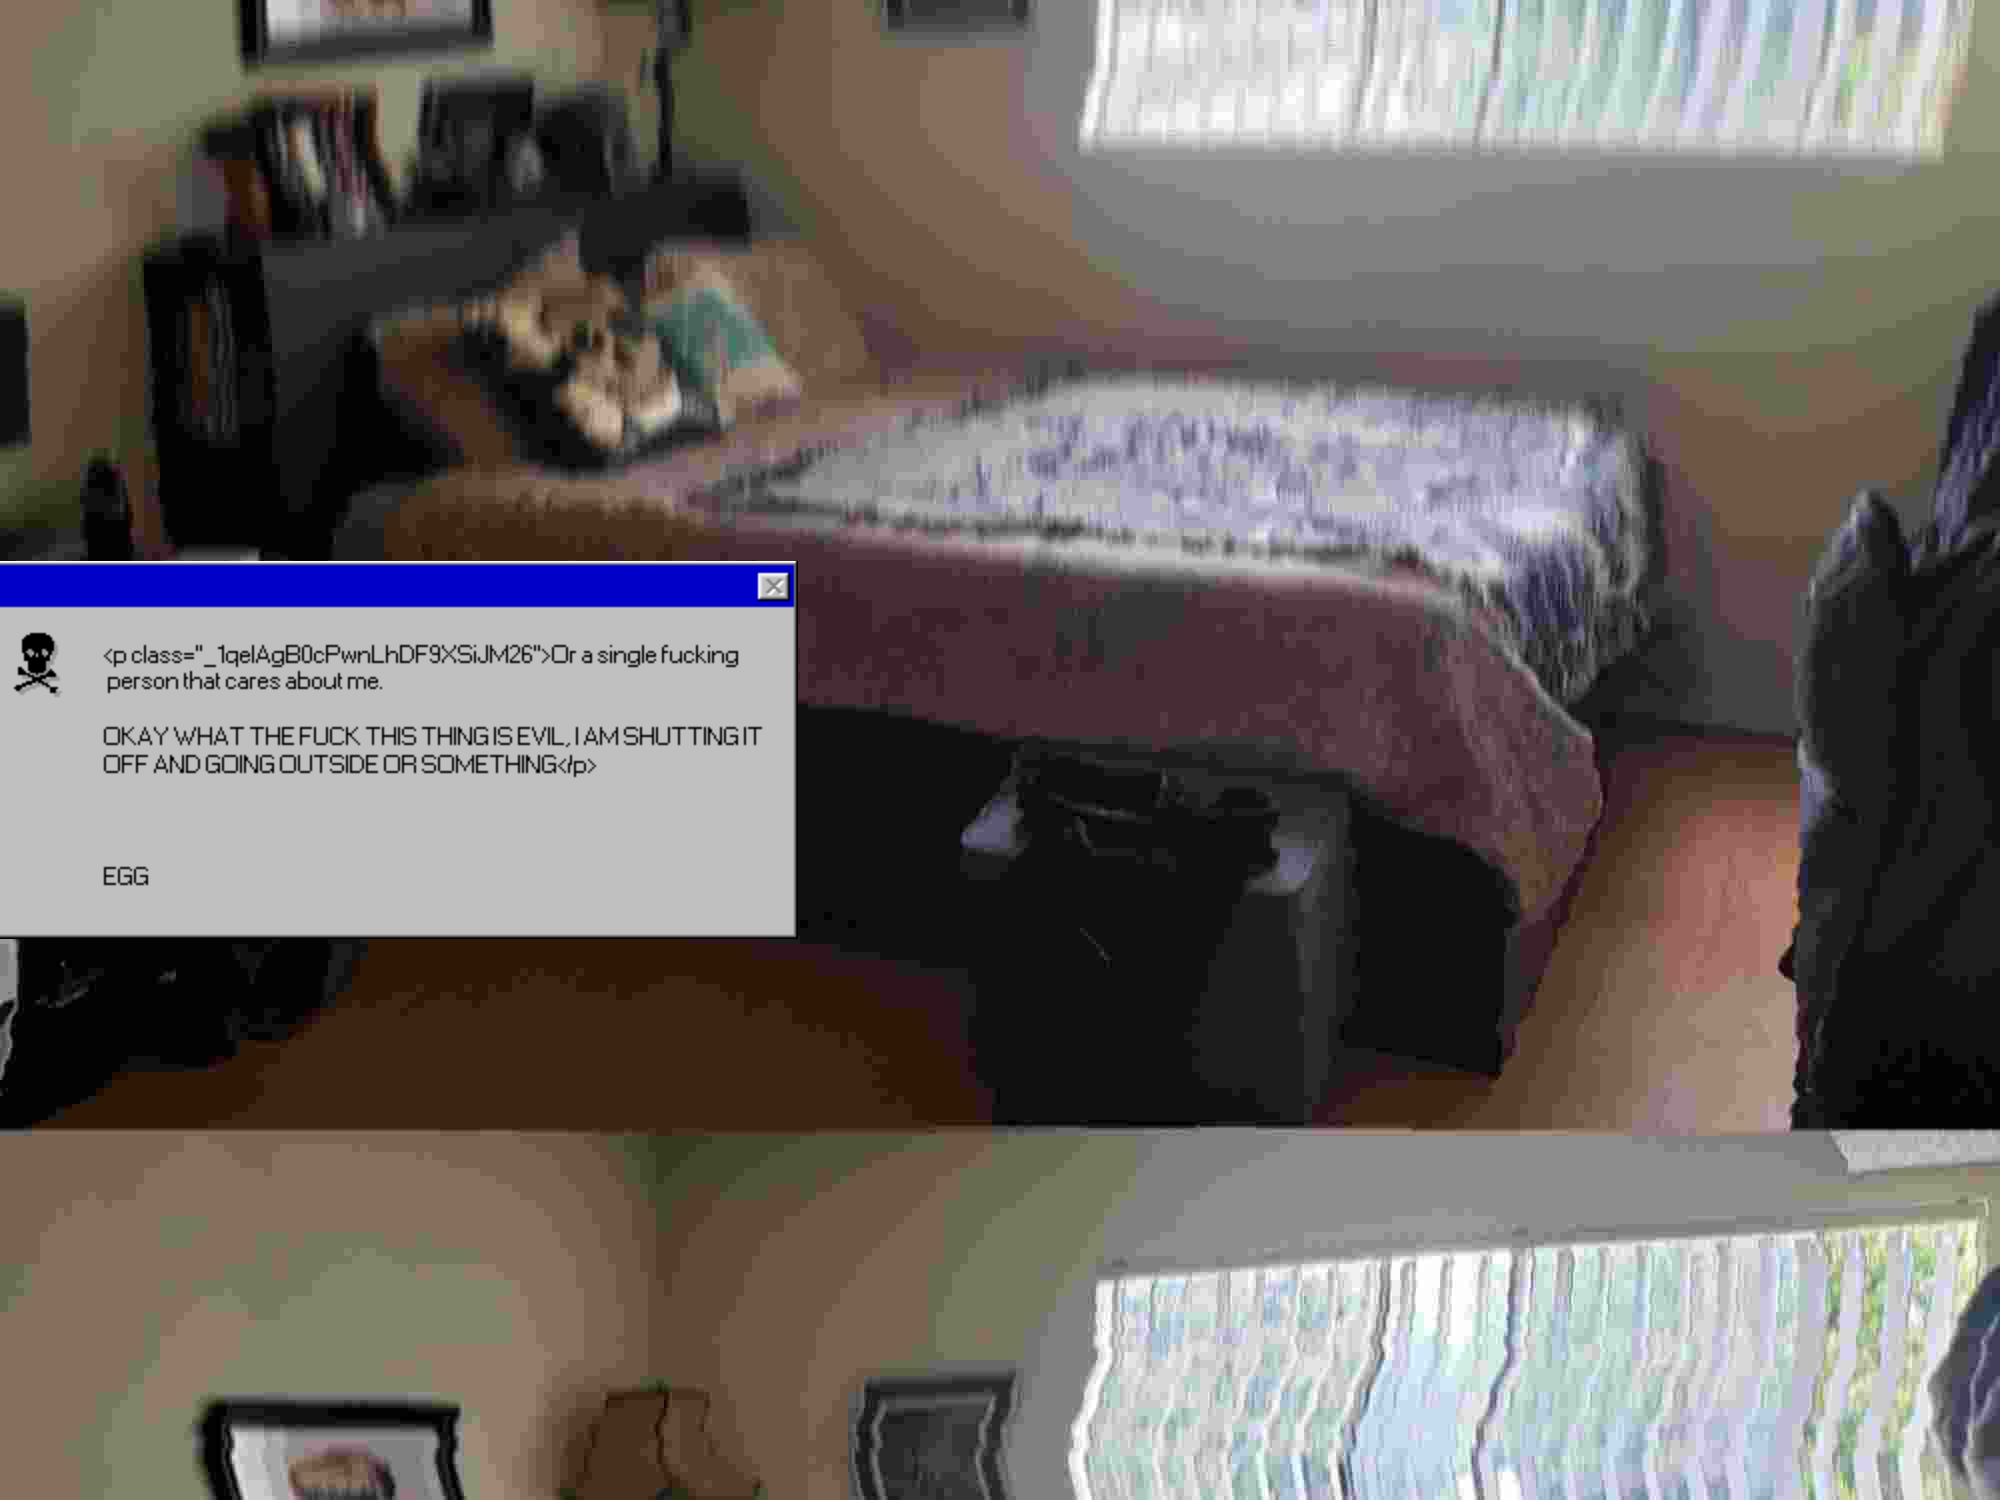 <p class="_1qeIAgB0cPwnLhDF9XSiJM26">Or a single fucking
person that cares about me.
OKAY WHAT THE FUCK THIS THING IS EVIL, I AM SHUTTING IT
OFF AND GOING OUTSIDE OR SOMETHING</p>
EGG